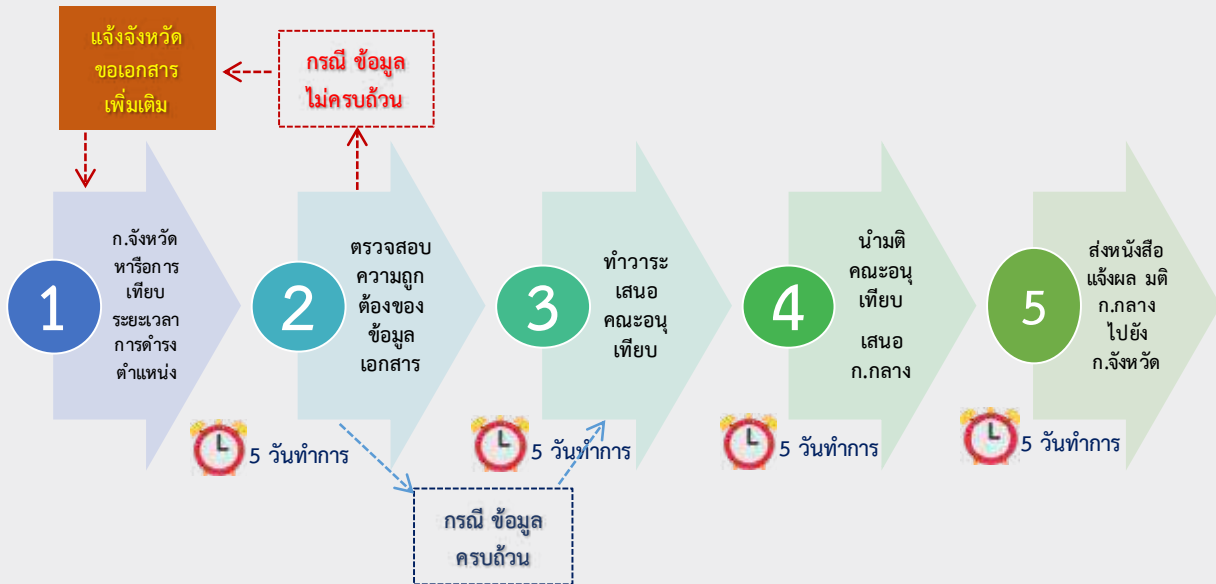 แจ้งจังหวัด
ขอเอกสาร
เพิ่มเติม
กรณี ข้อมูล
ไม่ครบถ้วน
1
ก.จังหวัด
หารือการ
เทียบ
ระยะเวลา
การดำรง
ตำแหน่ง
2
ตรวจสอบ
ความถูก
ต้องของ
ข้อมูล
เอกสาร
3
ทำวาระ
เสนอ
คณะอนุ
เทียบ
4
นำมติ
คณะอนุ
เทียบ
เสนอ
ก.กลาง
5
ส่งหนังสือ
แจ้งผล มติ
ก.กลาง
ไปยัง
ก.จังหวัด
5 วันทำการ
5 วันทำการ
5 วันทำการ
5 วันทำการ
กรณี ข้อมูล
ครบถ้วน